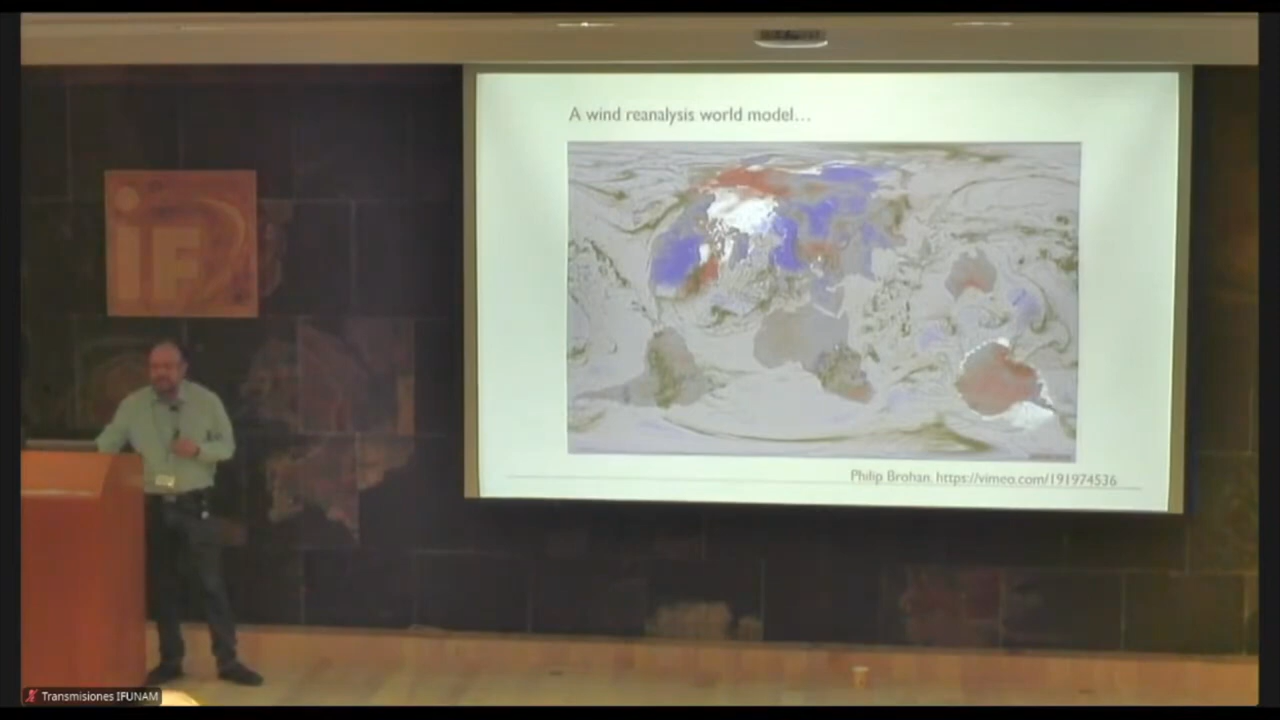 A wind reanalysis world model...
iF
Philip Brohan. https://vimeo.com/191974536
Transmisiones IFUNAM